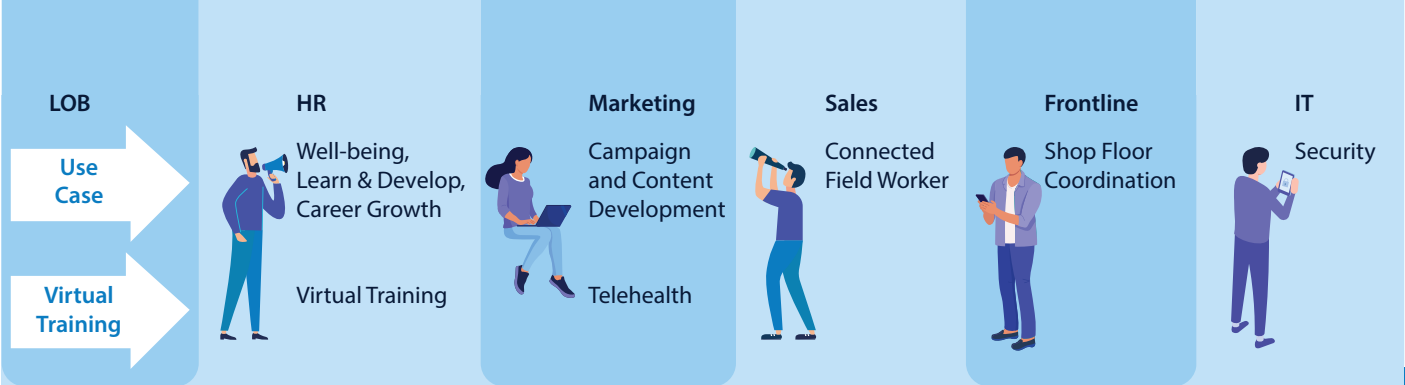 LOB
Use
Case
Virtual
Training
HR
Well-being,
Learn & Develop,
Career Growth
Virtual Training
Marketing
Campaign
and Content
Development
Telehealth
Sales
Connected
Field Worker
Frontline
Shop Floor
Coordination
IT
Security